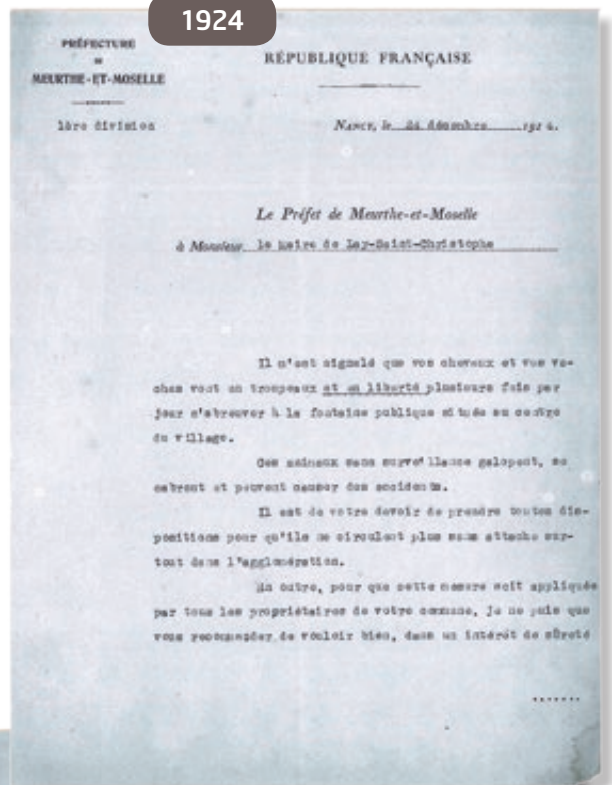 1924
PRÉFECTURE
DE
MEURTHE-ET-MOSELLE
1ère division
RÉPUBLIQUE FRANÇAISE
Nancy, le 24 décembre 1924.
Le Préfet de Meurthe-et-Moselle
à Monsieur le Maire de Lay-Saint-Christophe
Il m'est signalé que vos chevaux et vos va-
ches vont en troupeaux et en liberté plusieurs fois par
jour s'abreuver à la fontaine publique située au centre
du village.
Ces animaux sans surveillance galopent, se
cabrent et peuvent causer des accidents.
Il est de votre devoir de prendre toutes dis-
positions pour qu'ils ne circulent plus sans attache sur-
tout dans l'agglomération.
En outre, pour que cette mesure soit appliquée
par tous les propriétaires de votre commune, je ne puis que
vous recommander de vouloir bien, dans un intérêt de sûreté
.......